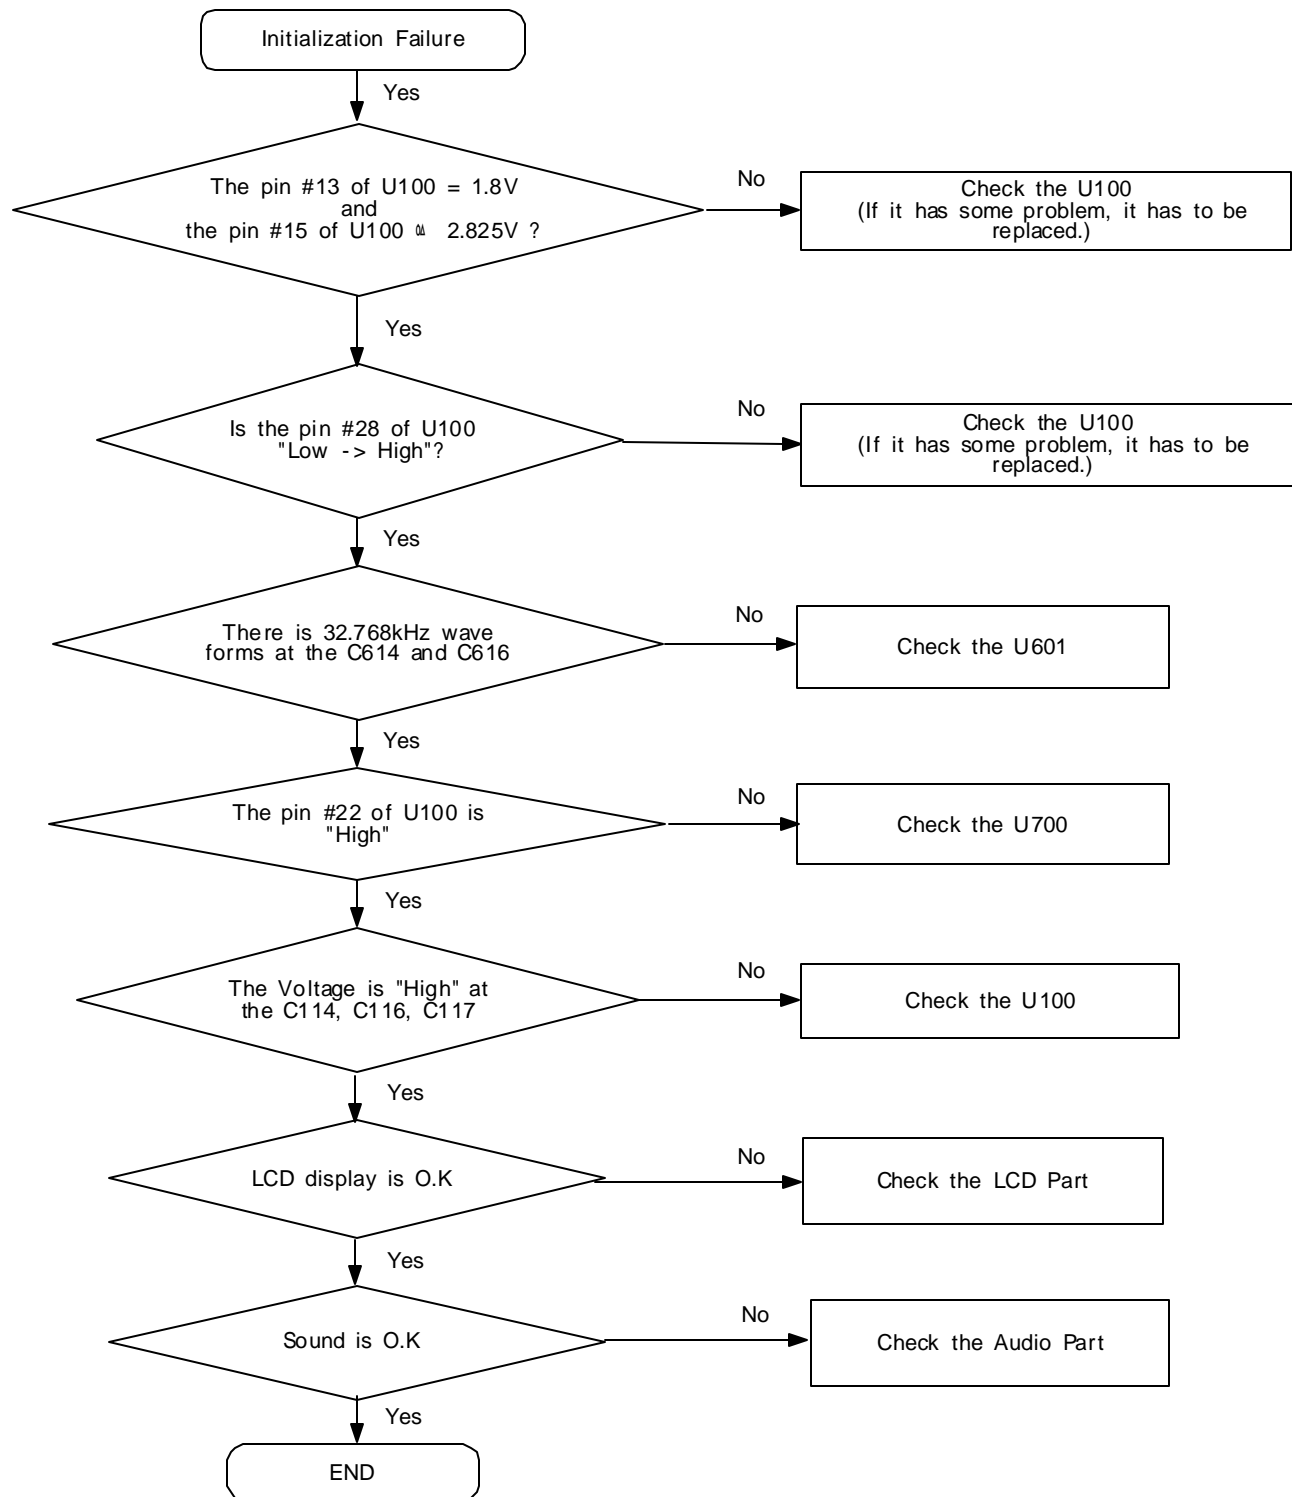 Initialization Failure
Yes
The pin #13 of U100 = 1.8V
and
the pin #15 of U100 2.825V ?
No
Check the U100
(If it has some problem, it has to be
replaced.)
Yes
Is the pin #28 of U100
"Low -> High"?
No
Check the U100
(If it has some problem, it has to be
replaced.)
Yes
There is 32.768kHz wave
forms at the C614 and C616
No
Check the U601
Yes
The pin #22 of U100 is
"High"
No
Check the U700
Yes
The Voltage is "High" at
the C114, C116, C117
No
Check the U100
Yes
LCD display is O.K
No
Check the LCD Part
Yes
Sound is O.K
No
Check the Audio Part
Yes
END